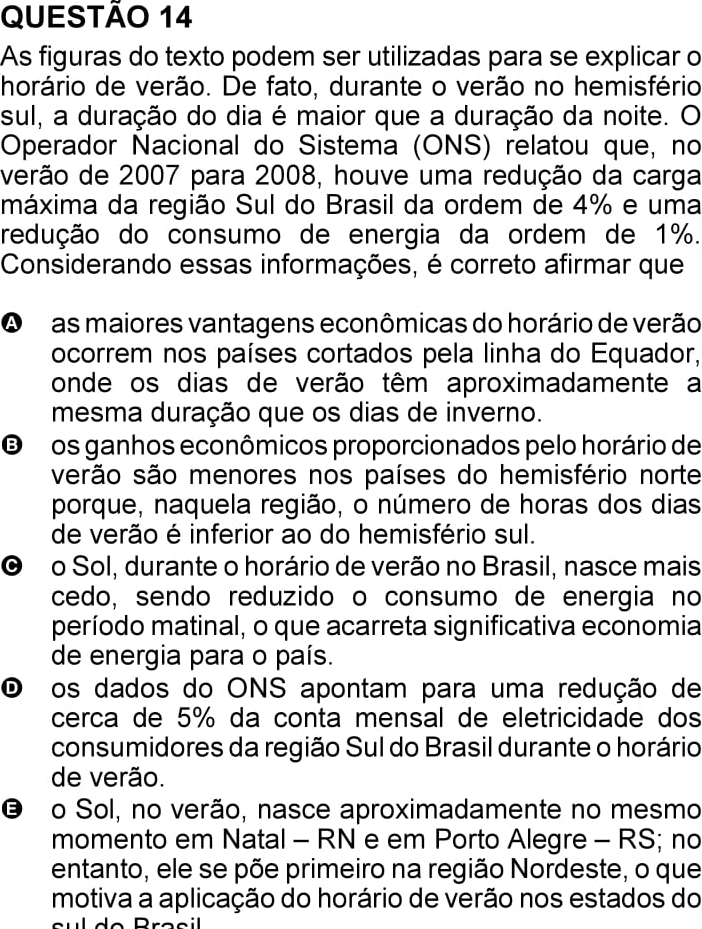 QUESTÃO 14
As figuras do texto podem ser utilizadas para se explicar o
horário de verão. De fato, durante o verão no hemisfério
sul, a duração do dia é maior que a duração da noite. O
Operador Nacional do Sistema (ONS) relatou que, no
verão de 2007 para 2008, houve uma redução da carga
máxima da região Sul do Brasil da ordem de 4% e uma
redução do consumo de energia da ordem de 1%.
Considerando essas informações, é correto afirmar que
A as maiores vantagens econômicas do horário de verão
ocorrem nos países cortados pela linha do Equador,
onde os dias de verão têm aproximadamente a
mesma duração que os dias de inverno.
B os ganhos econômicos proporcionados pelo horário de
verão são menores nos países do hemisfério norte
porque, naquela região, o número de horas dos dias
de verão é inferior ao do hemisfério sul.
C o Sol, durante o horário de verão no Brasil, nasce mais
cedo, sendo reduzido o consumo de energia no
período matinal, o que acarreta significativa economia
de energia para o país.
D os dados do ONS apontam para uma redução de
cerca de 5% da conta mensal de eletricidade dos
consumidores da região Sul do Brasil durante o horário
de verão.
E o Sol, no verão, nasce aproximadamente no mesmo
momento em Natal – RN e em Porto Alegre – RS; no
entanto, ele se põe primeiro na região Nordeste, o que
motiva a aplicação do horário de verão nos estados do
sul do Brasil